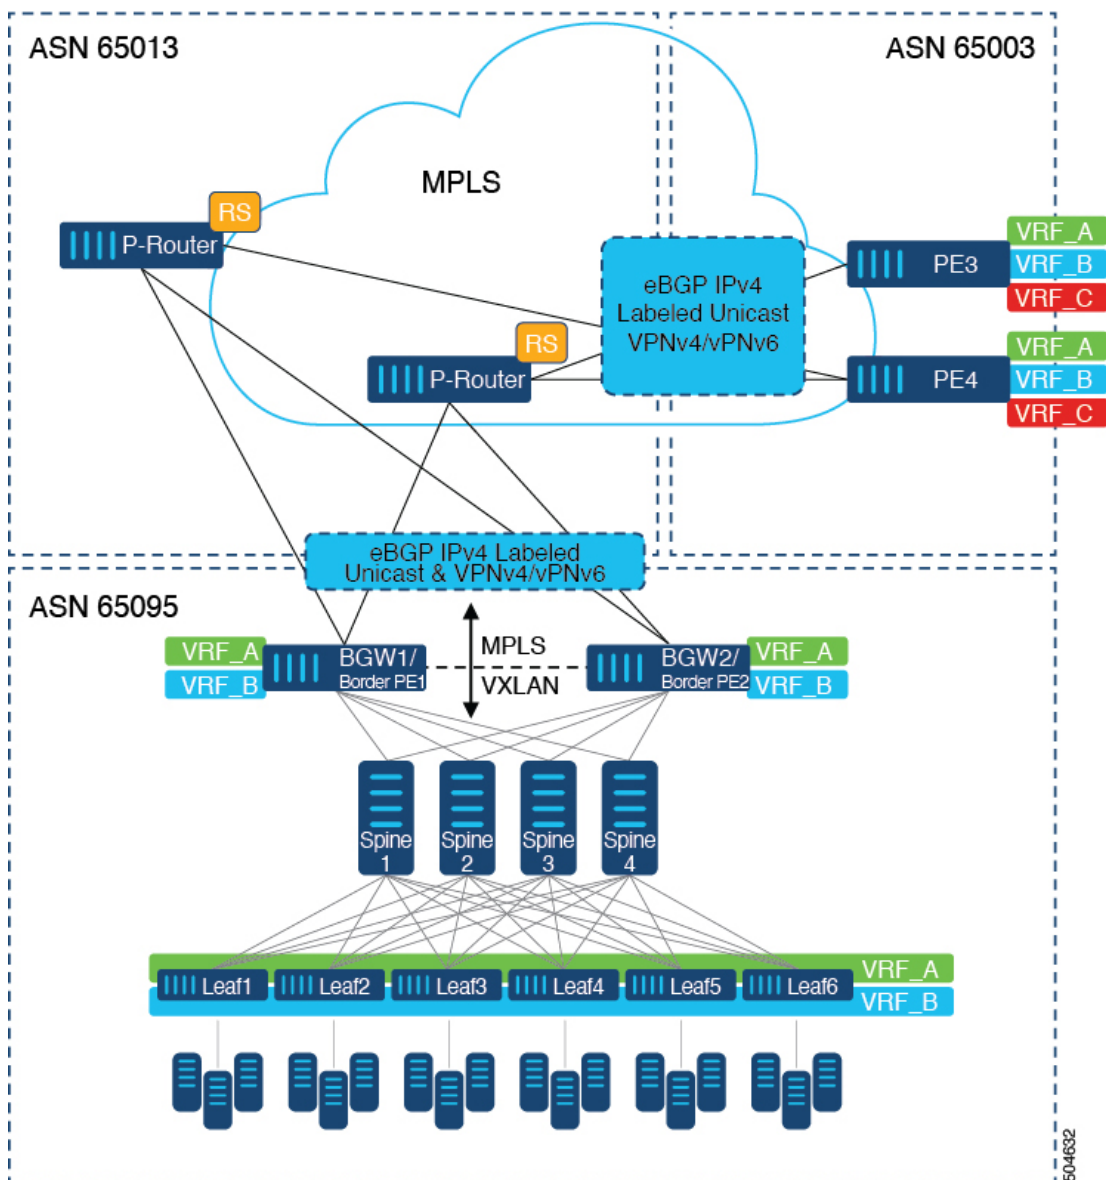 ASN 65013
ASN 65003
MPLS
RS
P-Router
eBGP IPv4
Labeled Unicast
VPNv4/vPNv6
PE3
VRF_A
VRF_B
VRF_C
RS
P-Router
PE4
VRF_A
VRF_B
VRF_C
eBGP IPv4 Labeled
Unicast & VPNv4/vPNv6
ASN 65095
VRF_A
VRF_B
BGW1/
Border PE1
MPLS
VXLAN
BGW2/
Border PE2
VRF_A
VRF_B
Spine
1
Spine
2
Spine
3
Spine
4
Leaf1
Leaf2
Leaf3
Leaf4
Leaf5
Leaf6
VRF_A
VRF_B
504632